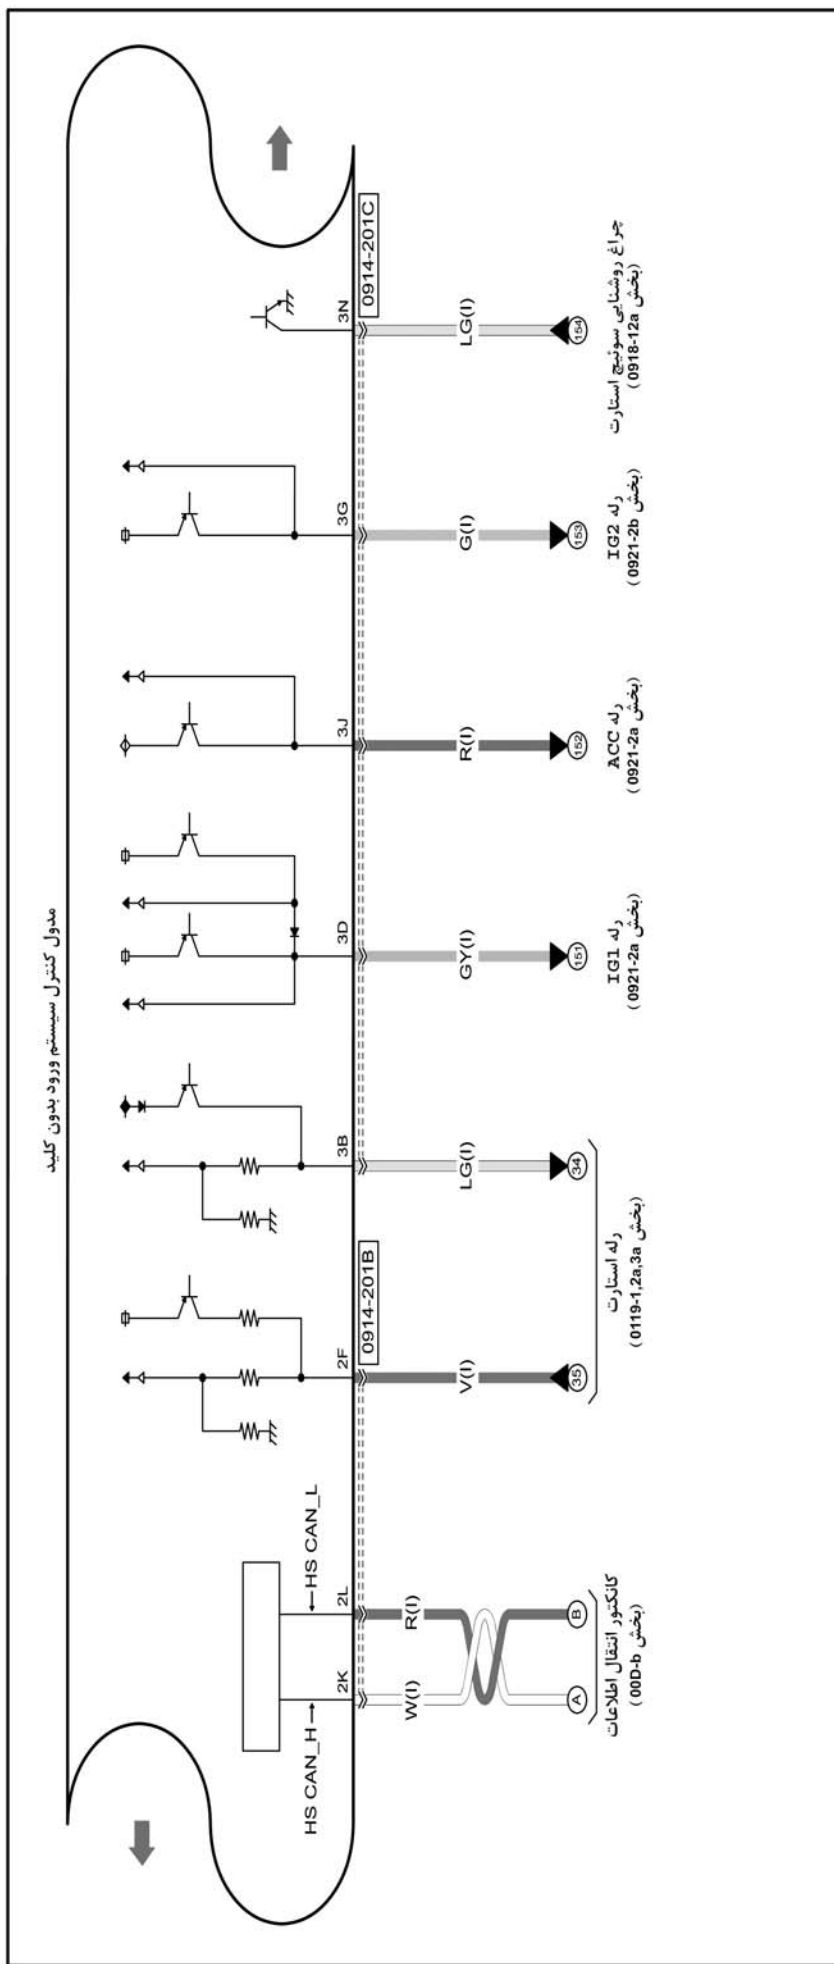 مدول کنترل سیستم ورود بدون کلید
HS CAN_H
HS CAN_L
2K
2L
2F
0914-201B
3B
3D
3J
3G
3N
0914-201C
W(I)
R(I)
V(I)
LG(I)
GY(I)
R(I)
G(I)
LG(I)
A
B
35
34
151
152
153
154
کانکتور انتقال اطلاعات
(بخش 00D-b)
رله استارت
(بخش 0119-1,2a,3a)
رله IG1
(بخش 0921-2a)
رله ACC
(بخش 0921-2a)
رله IG2
(بخش 0921-2b)
چراغ روشنایی سوئیچ استارت
(بخش 0918-12a)